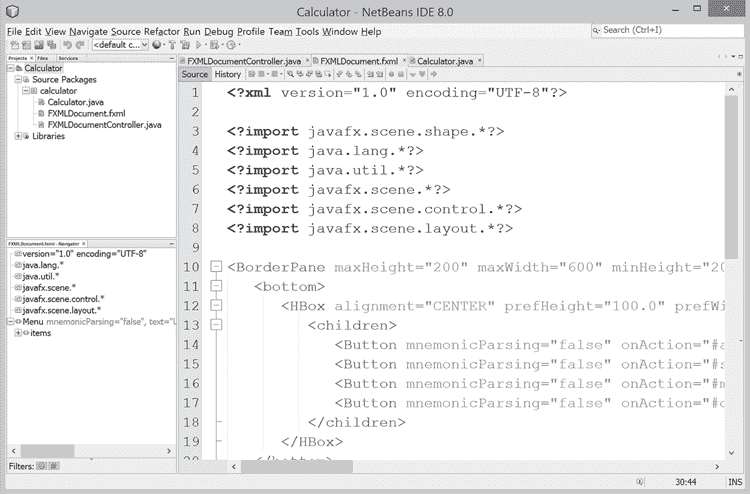 Calculator - NetBeans IDE 8.0
File Edit View Navigate Source Refactor Run Debug Profile Team Tools Window Help
Search (Ctrl+I)
<default c...
Projects Files Services
Calculator
Source Packages
calculator
Calculator.java
FXMLDocument.fxml
FXMLDocumentController.java
Libraries
FXMLDocument.fxml - Navigator
version="1.0" encoding="UTF-8"
java.lang.*
java.util.*
javafx.scene.*
javafx.scene.control.*
javafx.scene.layout.*
Menu mnemonicParsing="false", text="
items
Filters:
FXMLDocumentController.java FXMLDocument.fxml Calculator.java
Source History
1 <?xml version="1.0" encoding="UTF-8"?>
2
3 <?import javafx.scene.shape.*?>
4 <?import java.lang.*?>
5 <?import java.util.*?>
6 <?import javafx.scene.*?>
7 <?import javafx.scene.control.*?>
8 <?import javafx.scene.layout.*?>
9
10 <BorderPane maxHeight="200" maxWidth="600" minHeight="20
11 <bottom>
12 <HBox alignment="CENTER" prefHeight="100.0" prefWi
13 <children>
14 <Button mnemonicParsing="false" onAction="#a
15 <Button mnemonicParsing="false" onAction="#s
16 <Button mnemonicParsing="false" onAction="#m
17 <Button mnemonicParsing="false" onAction="#c
18 </children>
19 </HBox>
20 </bottom>
30:44 INS